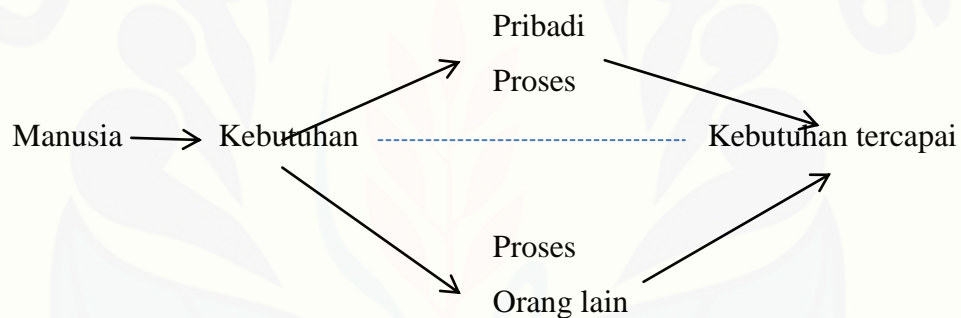 Pribadi
Proses
Manusia Kebutuhan Kebutuhan tercapai
Proses
Orang lain